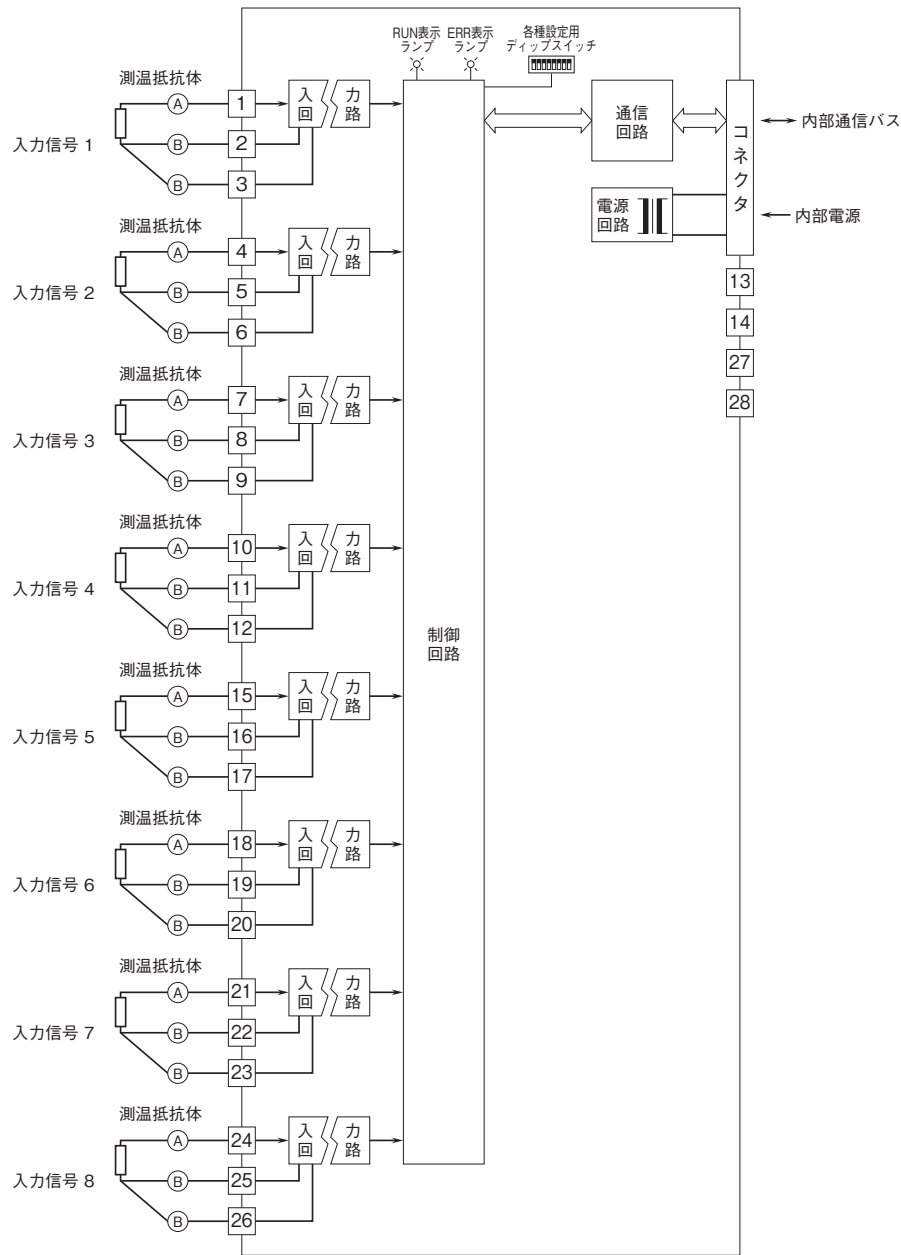 RUN表示
ランプ
ERR表示
ランプ
各種設定用
ディップスイッチ
測温抵抗体
入力信号 1
A
B
B
1
2
3
入 力
回 路
測温抵抗体
入力信号 2
A
B
B
4
5
6
入 力
回 路
測温抵抗体
入力信号 3
A
B
B
7
8
9
入 力
回 路
測温抵抗体
入力信号 4
A
B
B
10
11
12
入 力
回 路
測温抵抗体
入力信号 5
A
B
B
15
16
17
入 力
回 路
測温抵抗体
入力信号 6
A
B
B
18
19
20
入 力
回 路
測温抵抗体
入力信号 7
A
B
B
21
22
23
入 力
回 路
測温抵抗体
入力信号 8
A
B
B
24
25
26
入 力
回 路
制御
回路
通信
回路
電源
回路
コネクタ
内部通信バス
内部電源
13
14
27
28